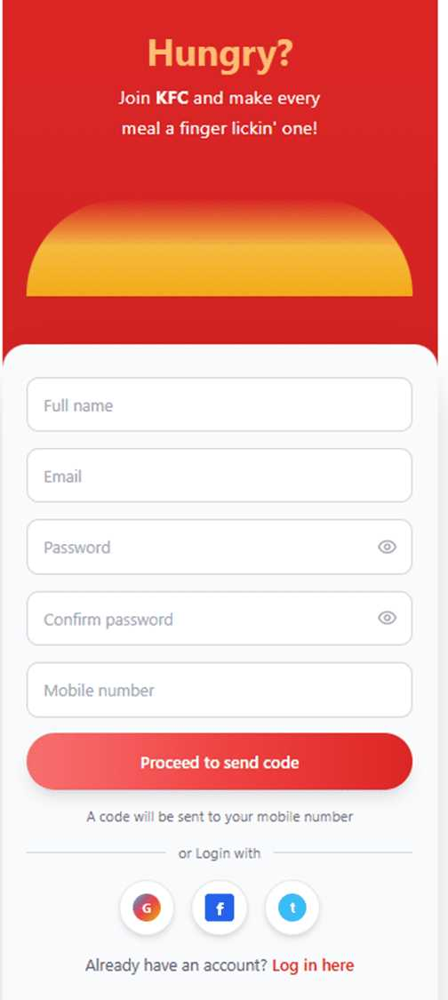 Hungry?
Join KFC and make every
meal a finger lickin' one!
Full name
Email
Password
Confirm password
Mobile number
Proceed to send code
A code will be sent to your mobile number
or Login with
G f t
Already have an account? Log in here